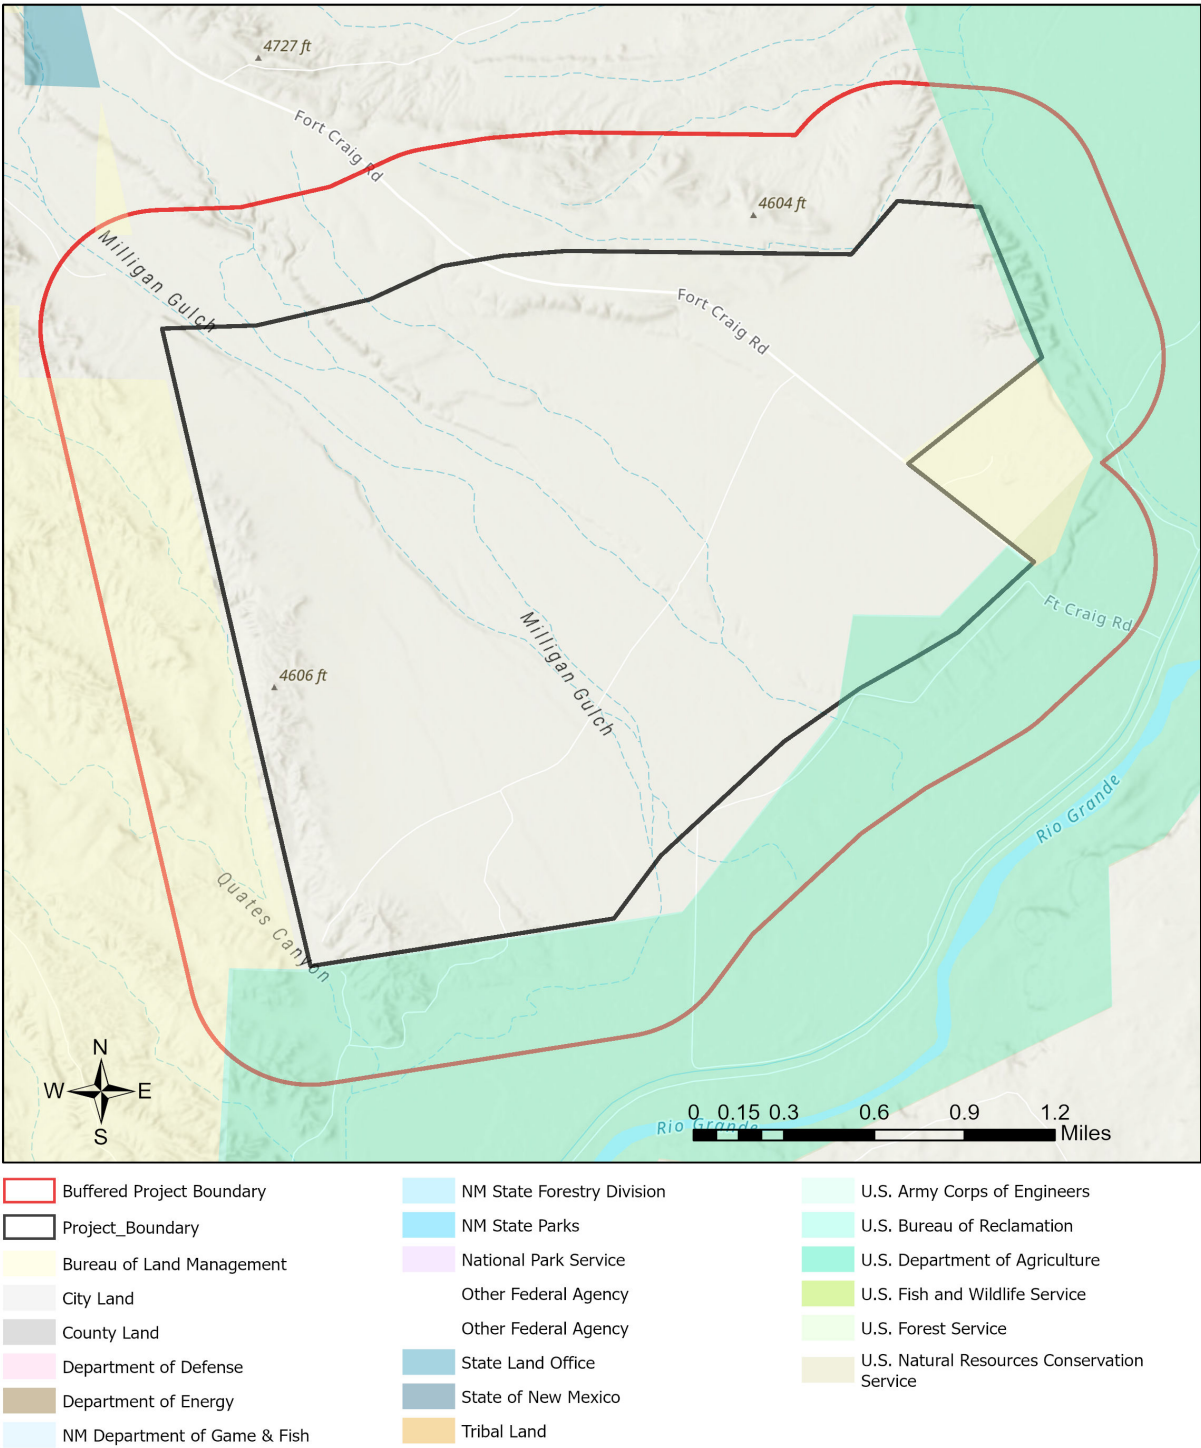 4727 ft
Fort Craig Rd
4604 ft
Milligan Gulch
Fort Craig Rd
Ft Craig Rd
Milligan Gulch
4606 ft
Rio Grande
Quates Canyon
N
W E
S
0 0.15 0.3 0.6 0.9 1.2
Miles
Rio Grande
Buffered Project Boundary
Project_Boundary
Bureau of Land Management
City Land
County Land
Department of Defense
Department of Energy
NM Department of Game & Fish
NM State Forestry Division
NM State Parks
National Park Service
Other Federal Agency
Other Federal Agency
State Land Office
State of New Mexico
Tribal Land
U.S. Army Corps of Engineers
U.S. Bureau of Reclamation
U.S. Department of Agriculture
U.S. Fish and Wildlife Service
U.S. Forest Service
U.S. Natural Resources Conservation
Service